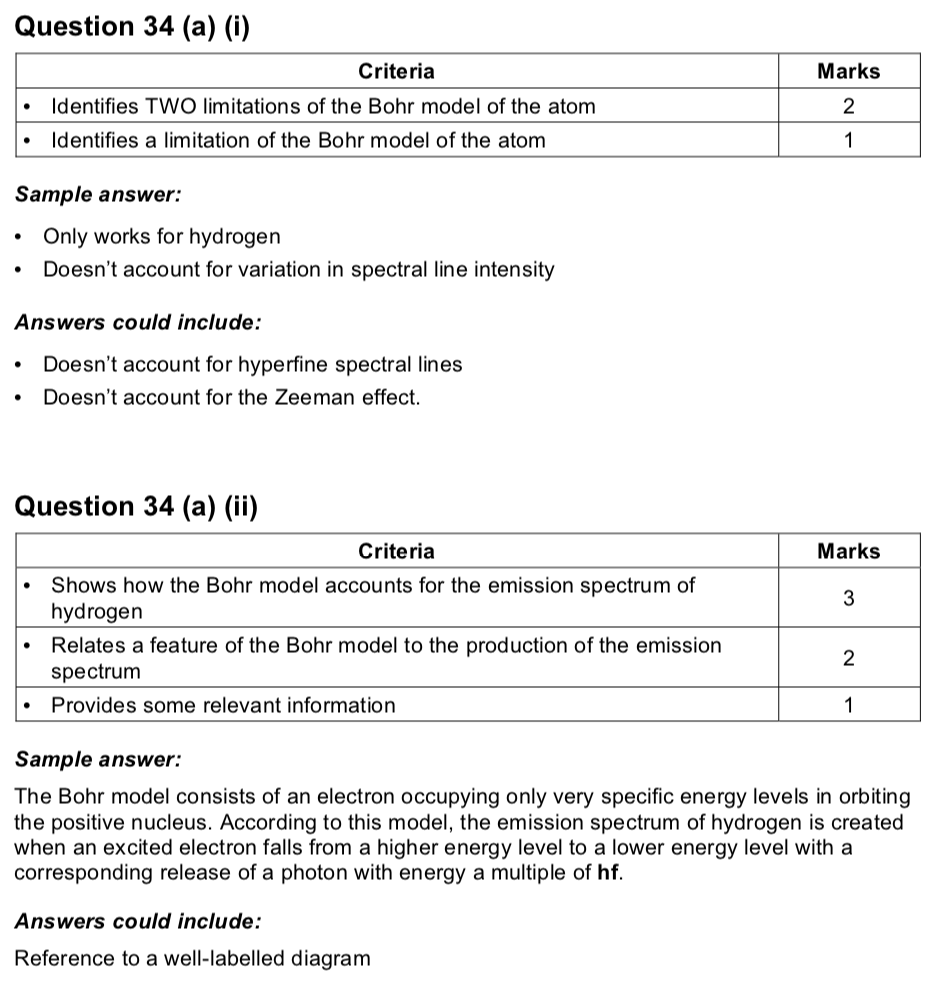 Question 34 (a) (i)
Criteria Marks
• Identifies TWO limitations of the Bohr model of the atom 2
• Identifies a limitation of the Bohr model of the atom 1
Sample answer:
• Only works for hydrogen
• Doesn't account for variation in spectral line intensity
Answers could include:
• Doesn't account for hyperfine spectral lines
• Doesn't account for the Zeeman effect.
Question 34 (a) (ii)
Criteria Marks
• Shows how the Bohr model accounts for the emission spectrum of
hydrogen 3
• Relates a feature of the Bohr model to the production of the emission
spectrum 2
• Provides some relevant information 1
Sample answer:
The Bohr model consists of an electron occupying only very specific energy levels in orbiting
the positive nucleus. According to this model, the emission spectrum of hydrogen is created
when an excited electron falls from a higher energy level to a lower energy level with a
corresponding release of a photon with energy a multiple of hf.
Answers could include:
Reference to a well-labelled diagram